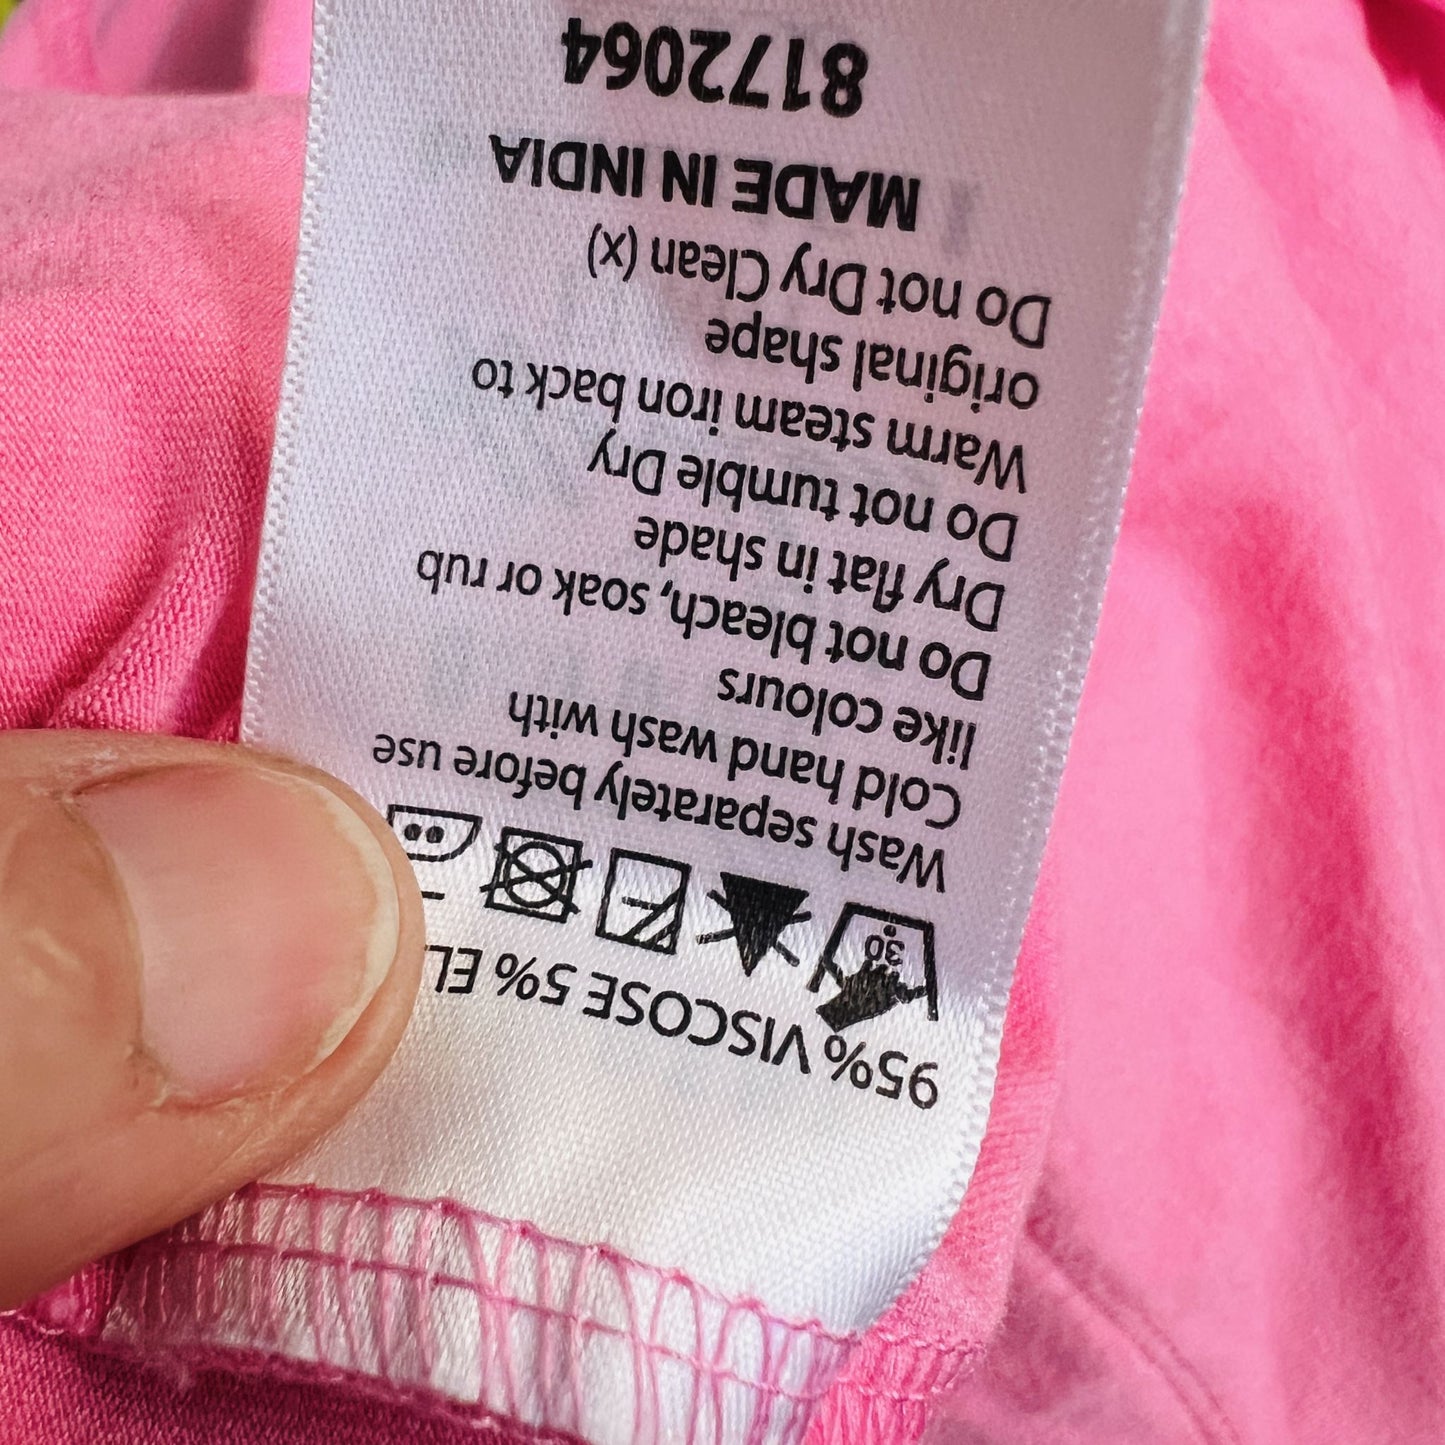 95% VISCOSE 5% EL
30
Wash separately before use
Cold hand wash with
like colours
Do not bleach, soak or rub
Dry flat in shade
Do not tumble Dry
Warm steam iron back to
original shape
Do not Dry Clean (x)
MADE IN INDIA
8172064